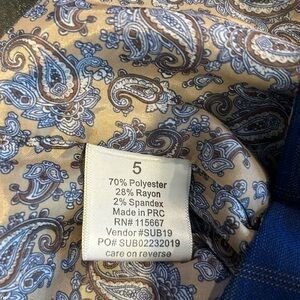 5
70% Polyester
28% Rayon
2% Spandex
Made in PRC
RN# 115667
Vendor #SUB19
PO# SUB02232019
care on reverse